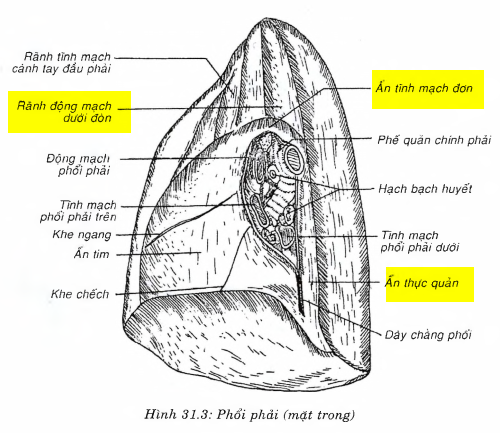 Rãnh tĩnh mạch
cánh tay đầu phải
Rãnh động mạch
dưới đòn
Động mạch
phổi phải
Tĩnh mạch
phổi phải trên
Khe ngang
Ấn tim
Khe chếch
Ấn tĩnh mạch đơn
Phế quản chính phải
Hạch bạch huyết
Tĩnh mạch
phổi phải dưới
Ấn thực quản
Dây chằng phổi
Hình 31.3: Phổi phải (mặt trong)